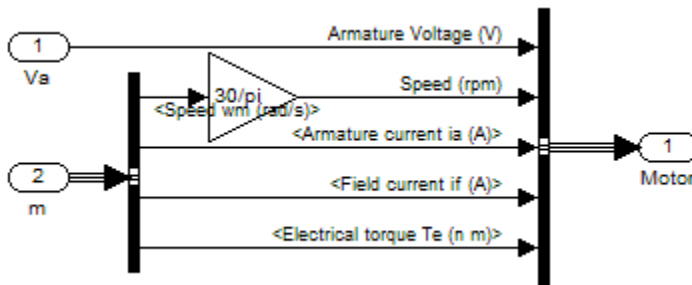 Armature Voltage (V)
1
Va
30/pi
Speed (rpm)
<Speed wm (rad/s)>
<Armature current ia (A)>
1
Motor
2
m
<Field current if (A)>
<Electrical torque Te (n m)>